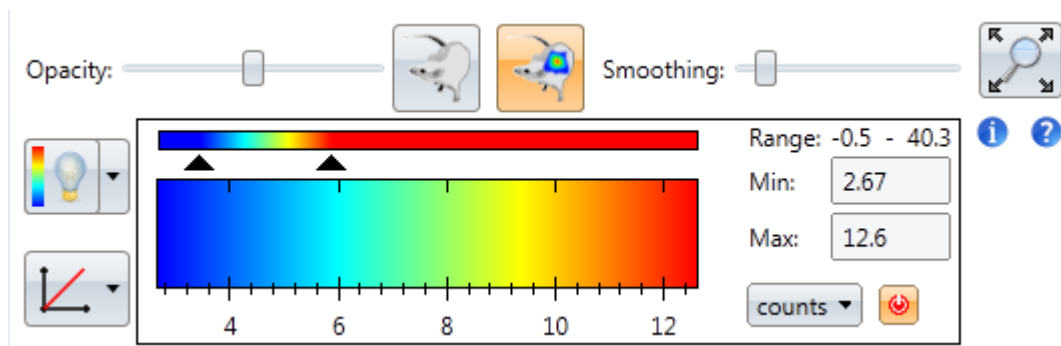 Opacity:
Smoothing:
Range: -0.5 - 40.3
Min: 2.67
Max: 12.6
4 6 8 10 12
counts